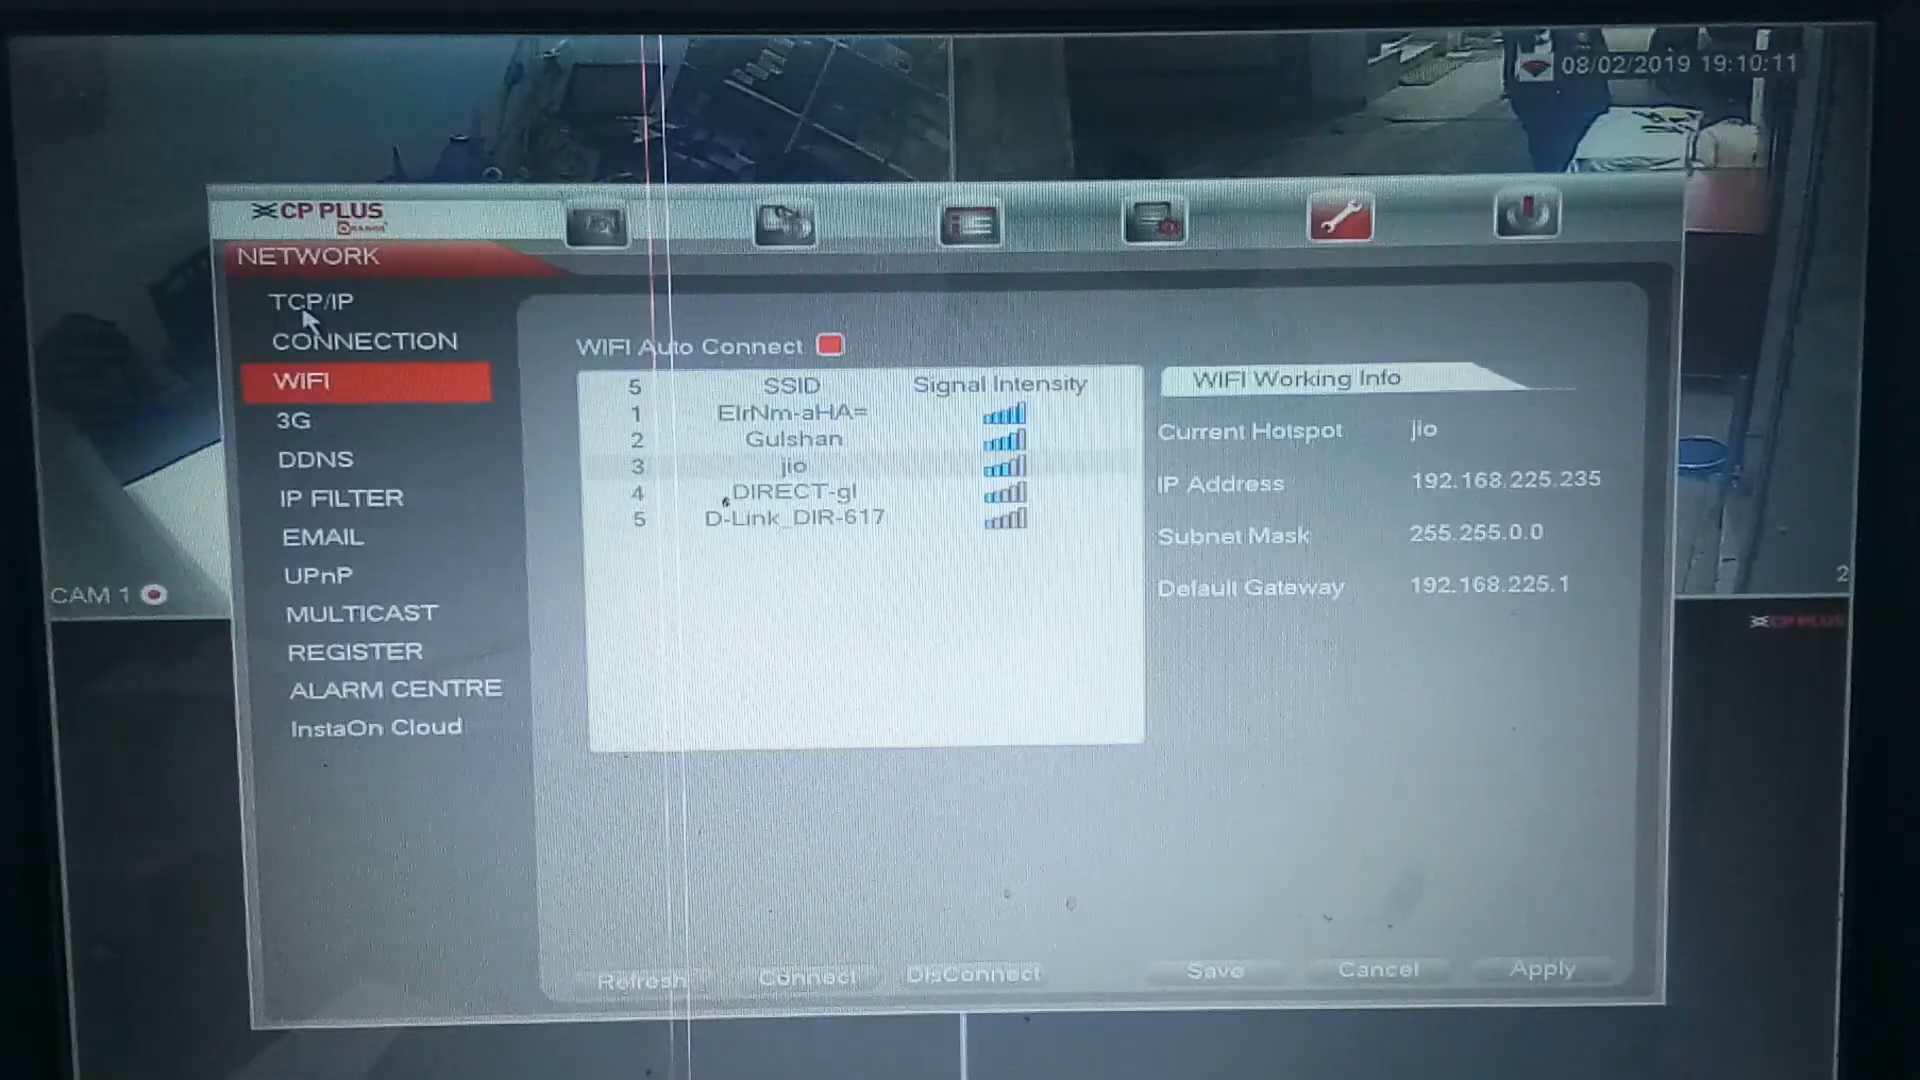 08/02/2019 19:10:11
CP PLUS
ORANGE
NETWORK
TCP/IP
CONNECTION
WIFI
3G
DDNS
IP FILTER
EMAIL
UPnP
MULTICAST
REGISTER
ALARM CENTRE
InstaOn Cloud
WIFI Auto Connect
5 SSID Signal Intensity
1 ElrNm-aHA=
2 Gulshan
3 jio
4 DIRECT-gl
5 D-Link_DIR-617
WIFI Working Info
Current Hotspot jio
IP Address 192.168.225.235
Subnet Mask 255.255.0.0
Default Gateway 192.168.225.1
Refresh Connect DisConnect Save Cancel Apply
CAM 1
2
CP PLUS